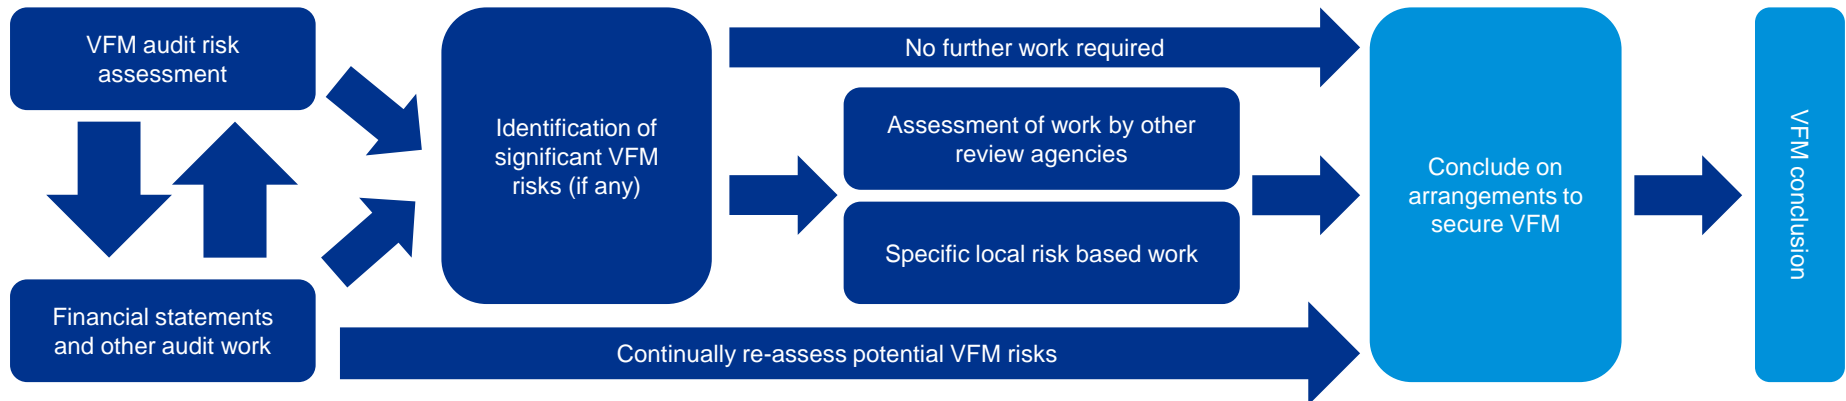 VFM audit risk
assessment
Financial statements
and other audit work
Identification of
significant VFM
risks (if any)
No further work required
Assessment of work by other
review agencies
Specific local risk based work
Continually re-assess potential VFM risks
Conclude on
arrangements to
secure VFM
VFM conclusion